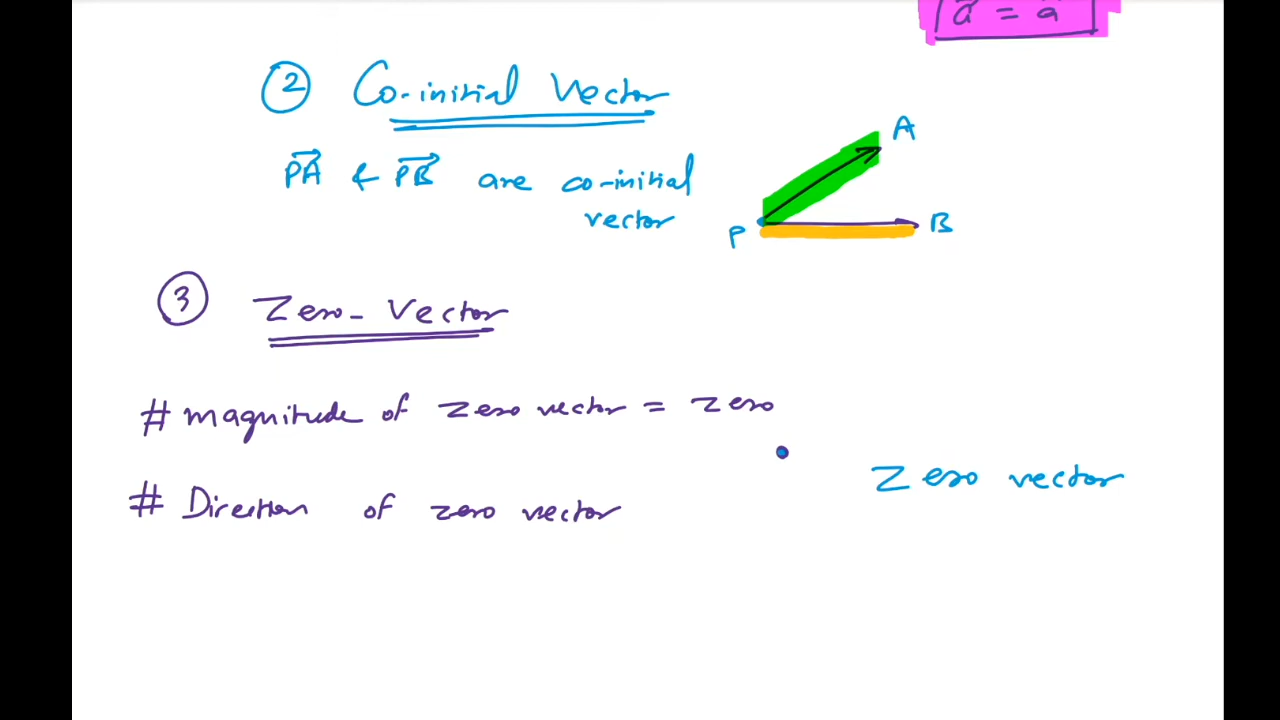 a⃗ = a⃗
② Co-initial Vector
A
PA⃗ & PB⃗ are co-initial
vector
P
B
③ Zero-Vector
# magnitude of zero vector = zero
Zero vector
# Direction of zero vector